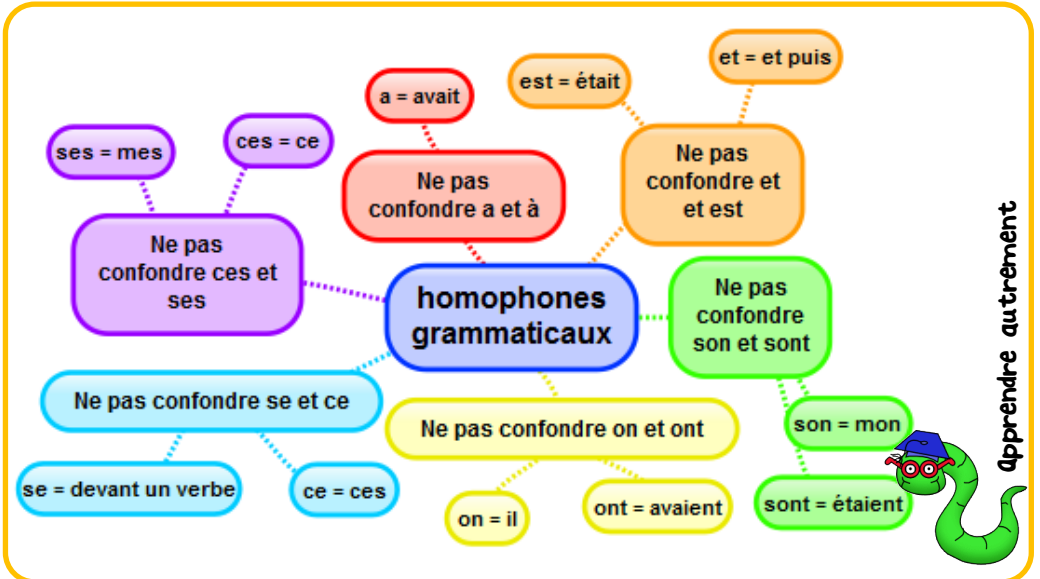 et = et puis
est = était
a = avait
ces = ce
ses = mes
Ne pas
confondre et
et est
Ne pas
confondre a et à
Ne pas
confondre ces et
ses
homophones
grammaticaux
Ne pas
confondre
son et sont
Ne pas confondre se et ce
Ne pas confondre on et ont
son = mon
se = devant un verbe
ce = ces
on = il
ont = avaient
sont = étaient
apprendre autrement